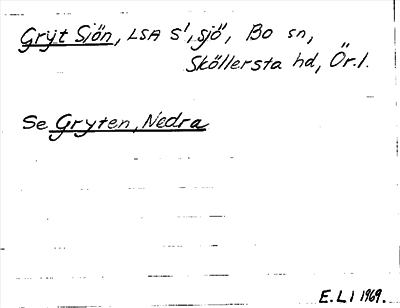 Gryt Sjön, LSA S', sjö, Bo sn,
Sköllersta hd, Ör.l.
Se Gryten, Nedra
E.L.I 1969.